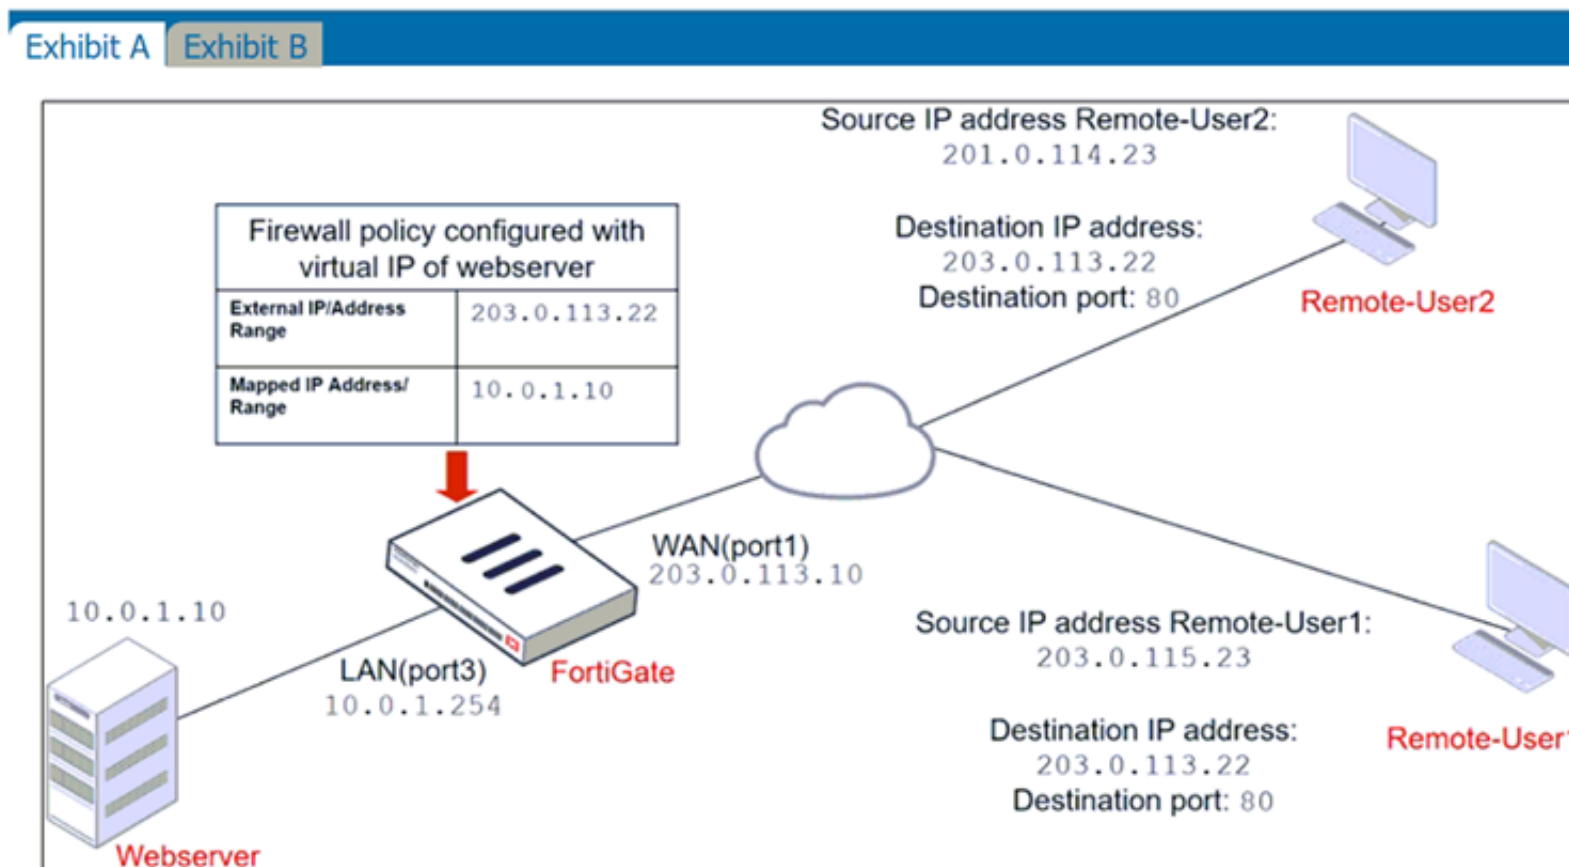 Exhibit A
Exhibit B
Source IP address Remote-User2:
201.0.114.23
Destination IP address:
203.0.113.22
Destination port: 80
Remote-User2
Firewall policy configured with
virtual IP of webserver
External IP/Address
Range
203.0.113.22
Mapped IP Address/
Range
10.0.1.10
WAN(port1)
203.0.113.10
10.0.1.10
LAN(port3)
10.0.1.254
FortiGate
Webserver
Source IP address Remote-User1:
203.0.115.23
Destination IP address:
203.0.113.22
Destination port: 80
Remote-User1